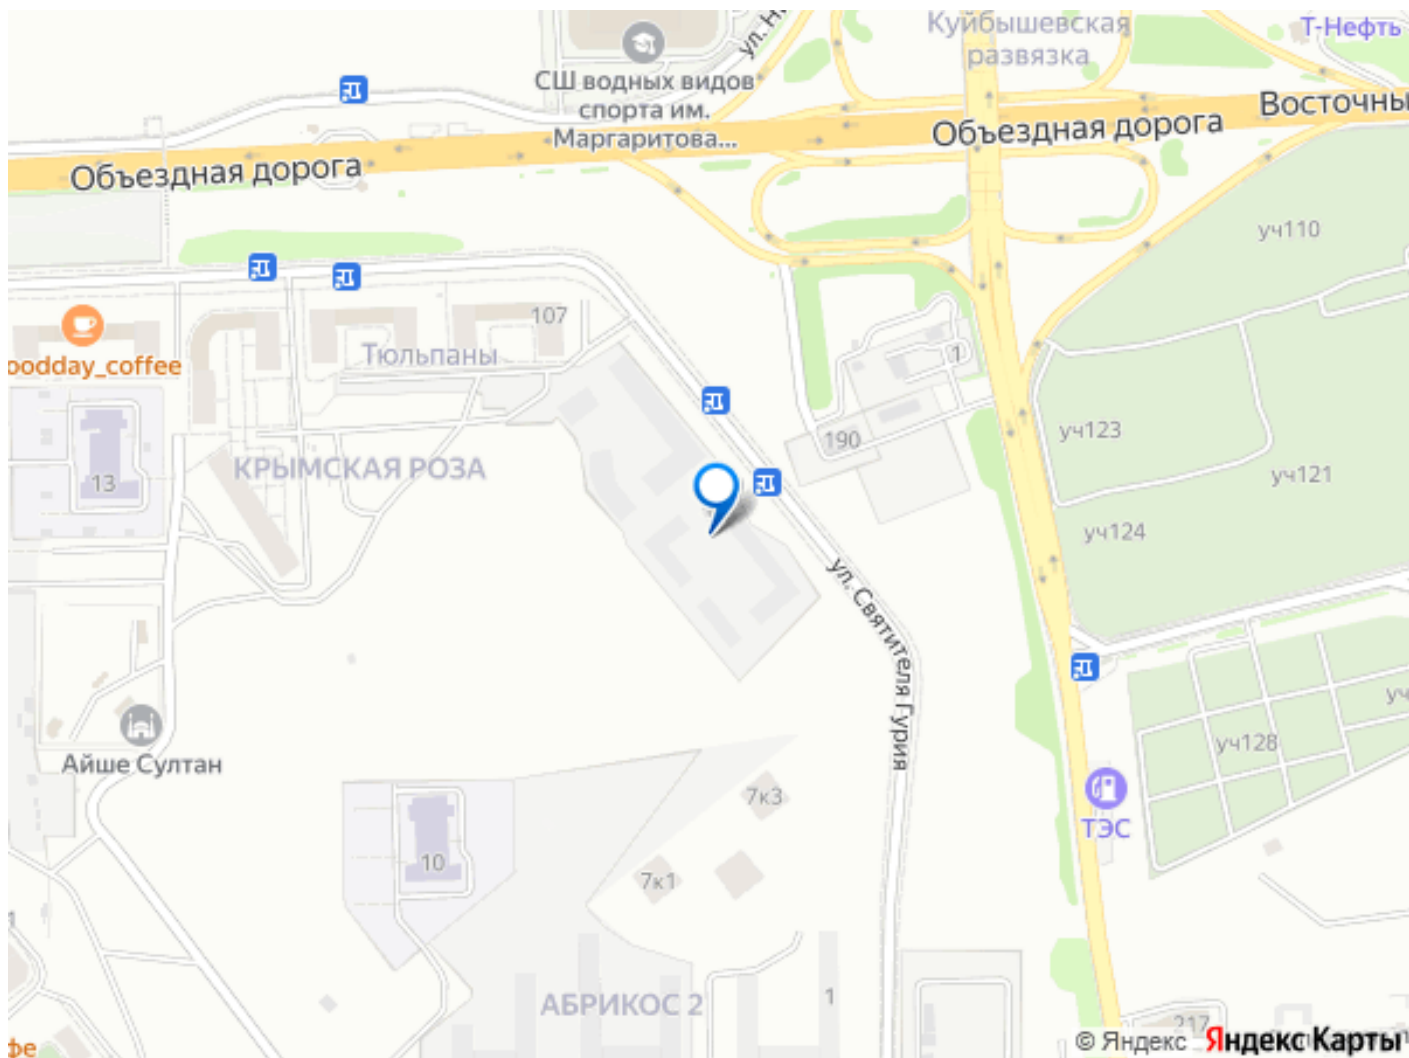 Куйбышевская
развязка
Т-Нефть
СШ водных видов
спорта им.
Маргаритова...
Объездная дорога
Объездная дорога
уч110
107
Тюльпаны
oodday_coffee
1
190
уч123
уч121
уч124
КРЫМСКАЯ РОЗА
13
ул. Святителя Гурия
Айше Султан
уч128
7к3
ТЭС
10
7к1
АБРИКОС 2
1
217
© Яндекс
Яндекс Карты